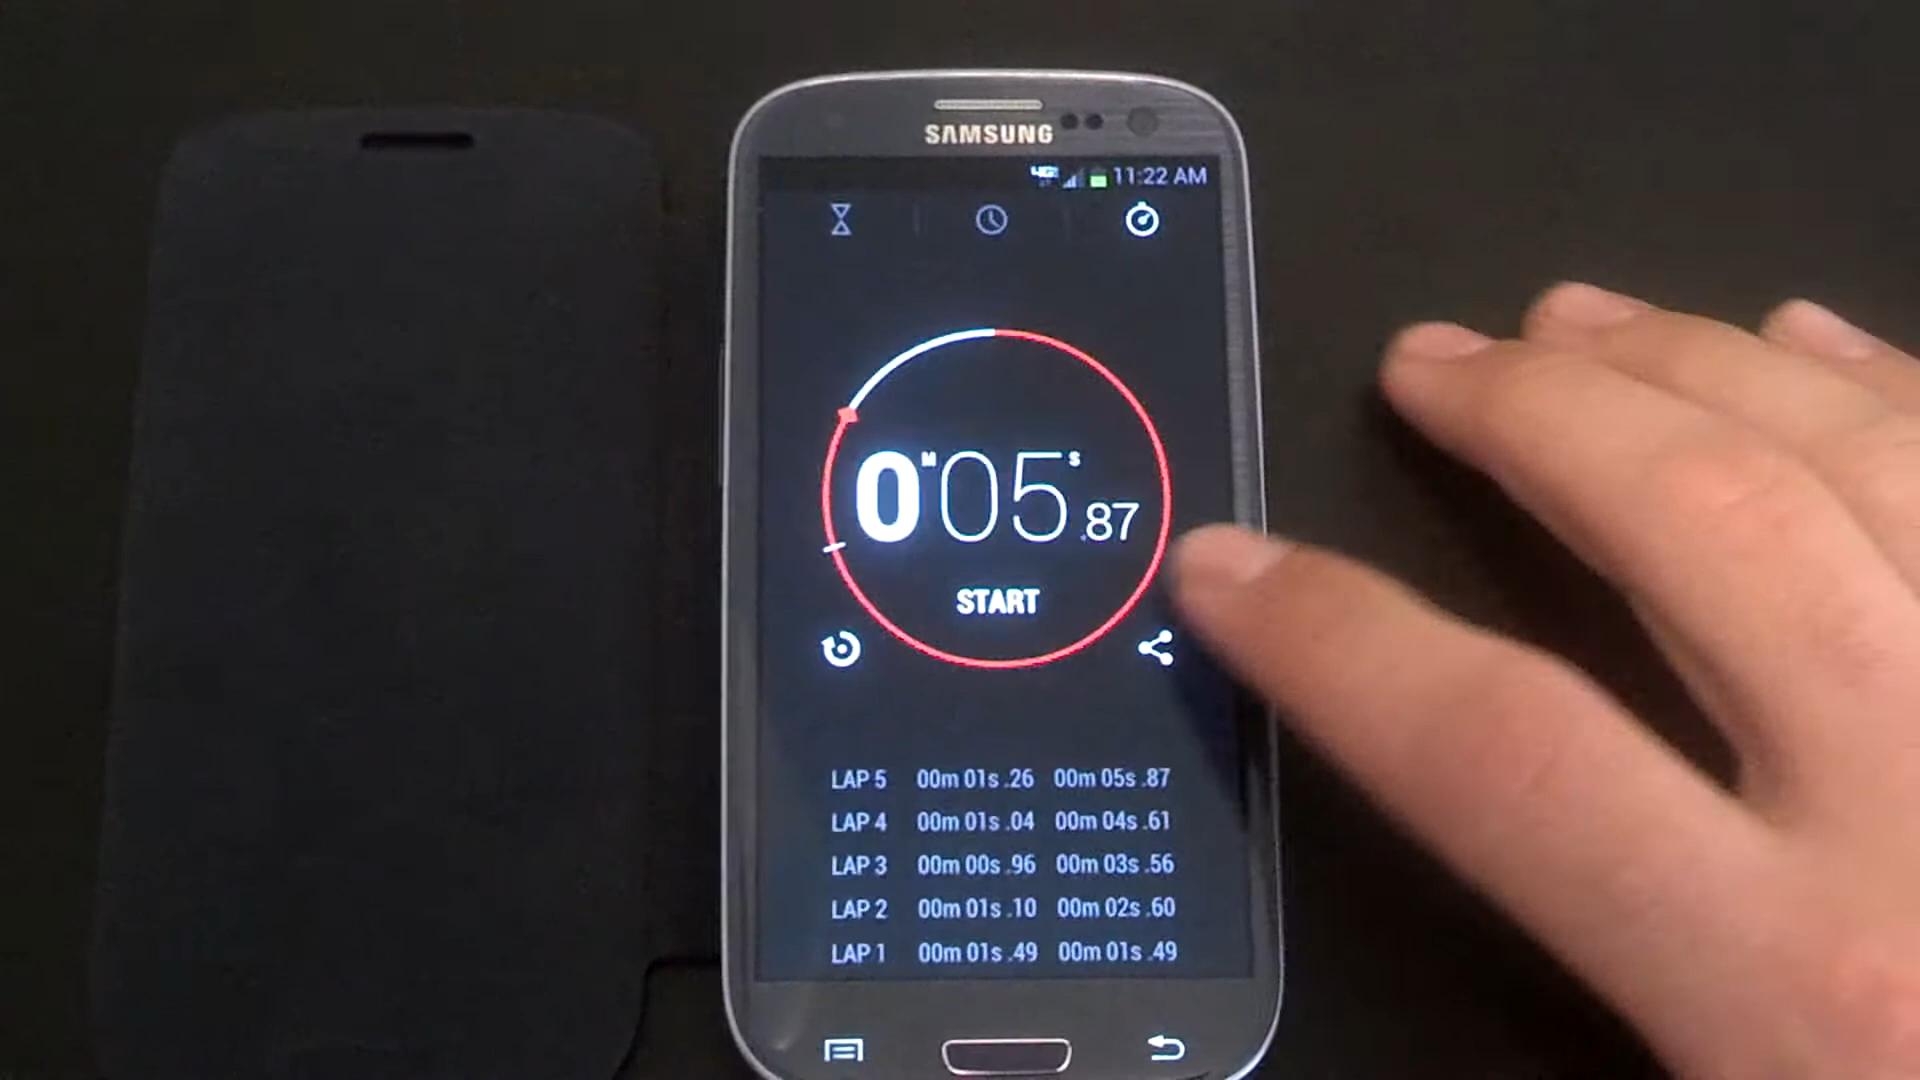 SAMSUNG
4G 11:22 AM
0 M 05 S .87
START
LAP 5 00m 01s .26 00m 05s .87
LAP 4 00m 01s .04 00m 04s .61
LAP 3 00m 00s .96 00m 03s .56
LAP 2 00m 01s .10 00m 02s .60
LAP 1 00m 01s .49 00m 01s .49